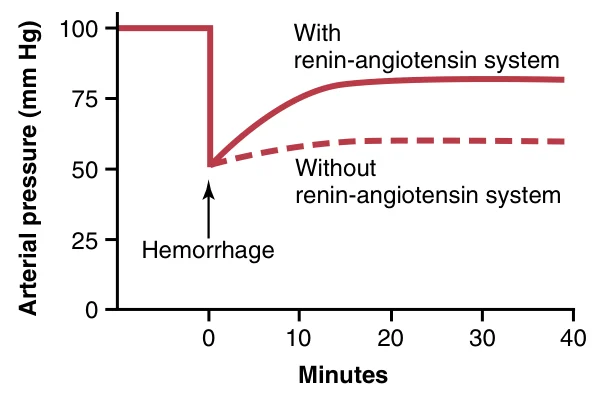 Arterial pressure (mm Hg)
100
75
50
25
0
With
renin-angiotensin system
Without
renin-angiotensin system
Hemorrhage
0
10
20
30
40
Minutes